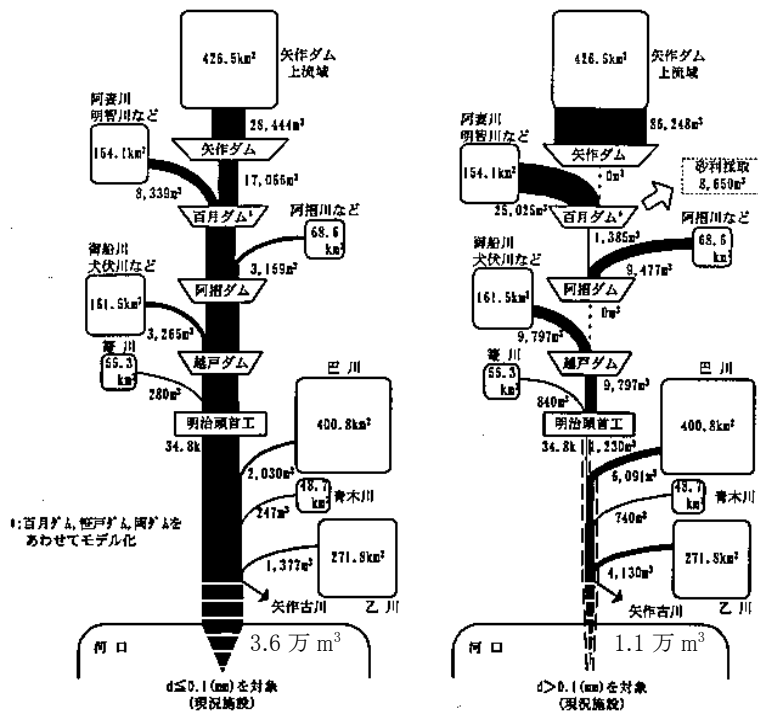 426.5km²
矢作ダム
上流域
28,444m³
矢作ダム
阿妻川
明智川など
154.1km²
8,339m³
17,066m³
百月ダム¹
阿摺川など
68.6
km²
3,159m³
御船川
犬伏川など
161.5km²
阿摺ダム
3,265m³
越戸ダム
篭 川
55.3
km²
280m³
明治頭首工
34.8k
巴 川
400.8km²
2,030m³
48.7
km²
青木川
247m³
271.8km²
1,377m³
乙 川
矢作古川
¹:百月ダム,笹戸ダム,両ダムを
あわせてモデル化
河 口
3.6 万 m³
d≦0.1(mm)を対象
(現況施設)
426.5km²
矢作ダム
上流域
矢作ダム
0m³
砂利採取
8,650m³
阿妻川
明智川など
154.1km²
百月ダム¹
1,385m³
阿摺川など
68.6
km²
9,477m³
御船川
犬伏川など
161.5km²
阿摺ダム
0m³
9,797m³
越戸ダム
9,797m³
篭 川
55.3
km²
840m³
明治頭首工
34.8k
1,230m³
巴 川
400.8km²
6,091m³
48.7
km²
青木川
740m³
271.8km²
4,130m³
乙 川
矢作古川
河 口
1.1 万 m³
d>0.1(mm)を対象
(現況施設)